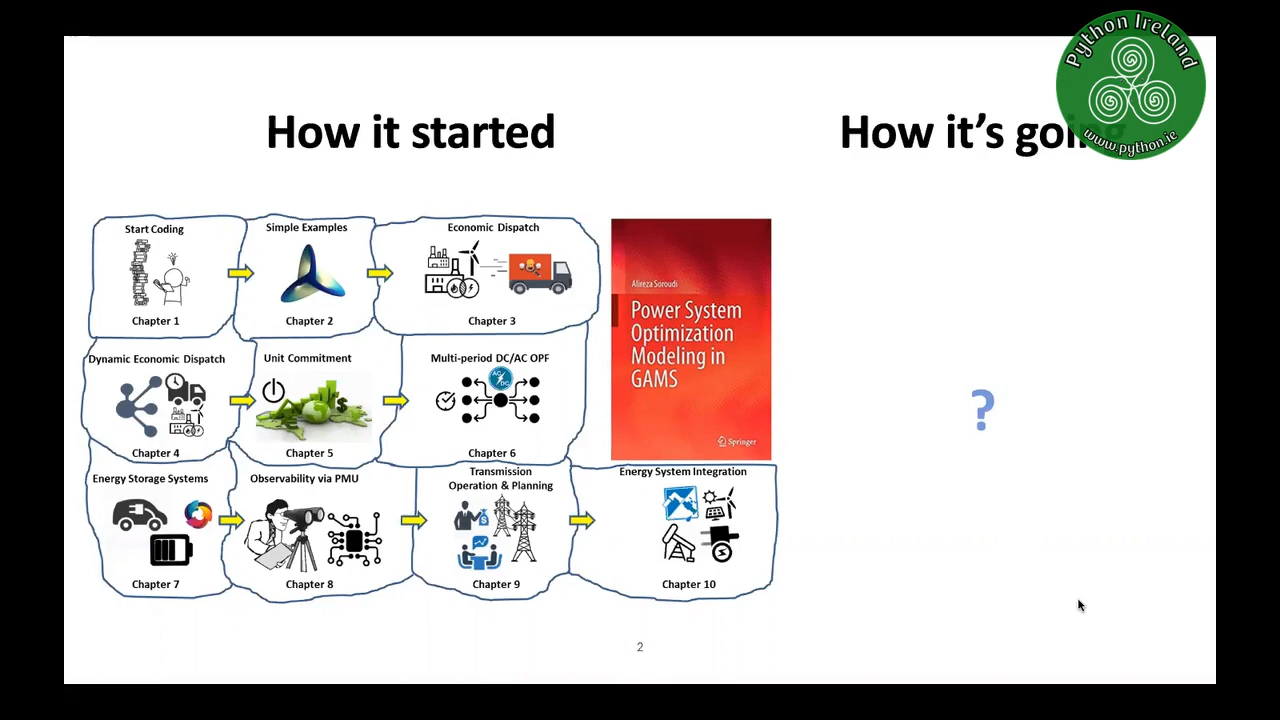 Python Ireland
www.python.ie
How it started
How it's goin
Start Coding
Chapter 1
Simple Examples
Chapter 2
Economic Dispatch
Chapter 3
Alireza Soroudi
Power System
Optimization
Modeling in
GAMS
Springer
Dynamic Economic Dispatch
Chapter 4
Unit Commitment
Chapter 5
Multi-period DC/AC OPF
AC
DC
Chapter 6
?
Energy Storage Systems
Chapter 7
Observability via PMU
Chapter 8
Transmission
Operation & Planning
Chapter 9
Energy System Integration
Chapter 10
2